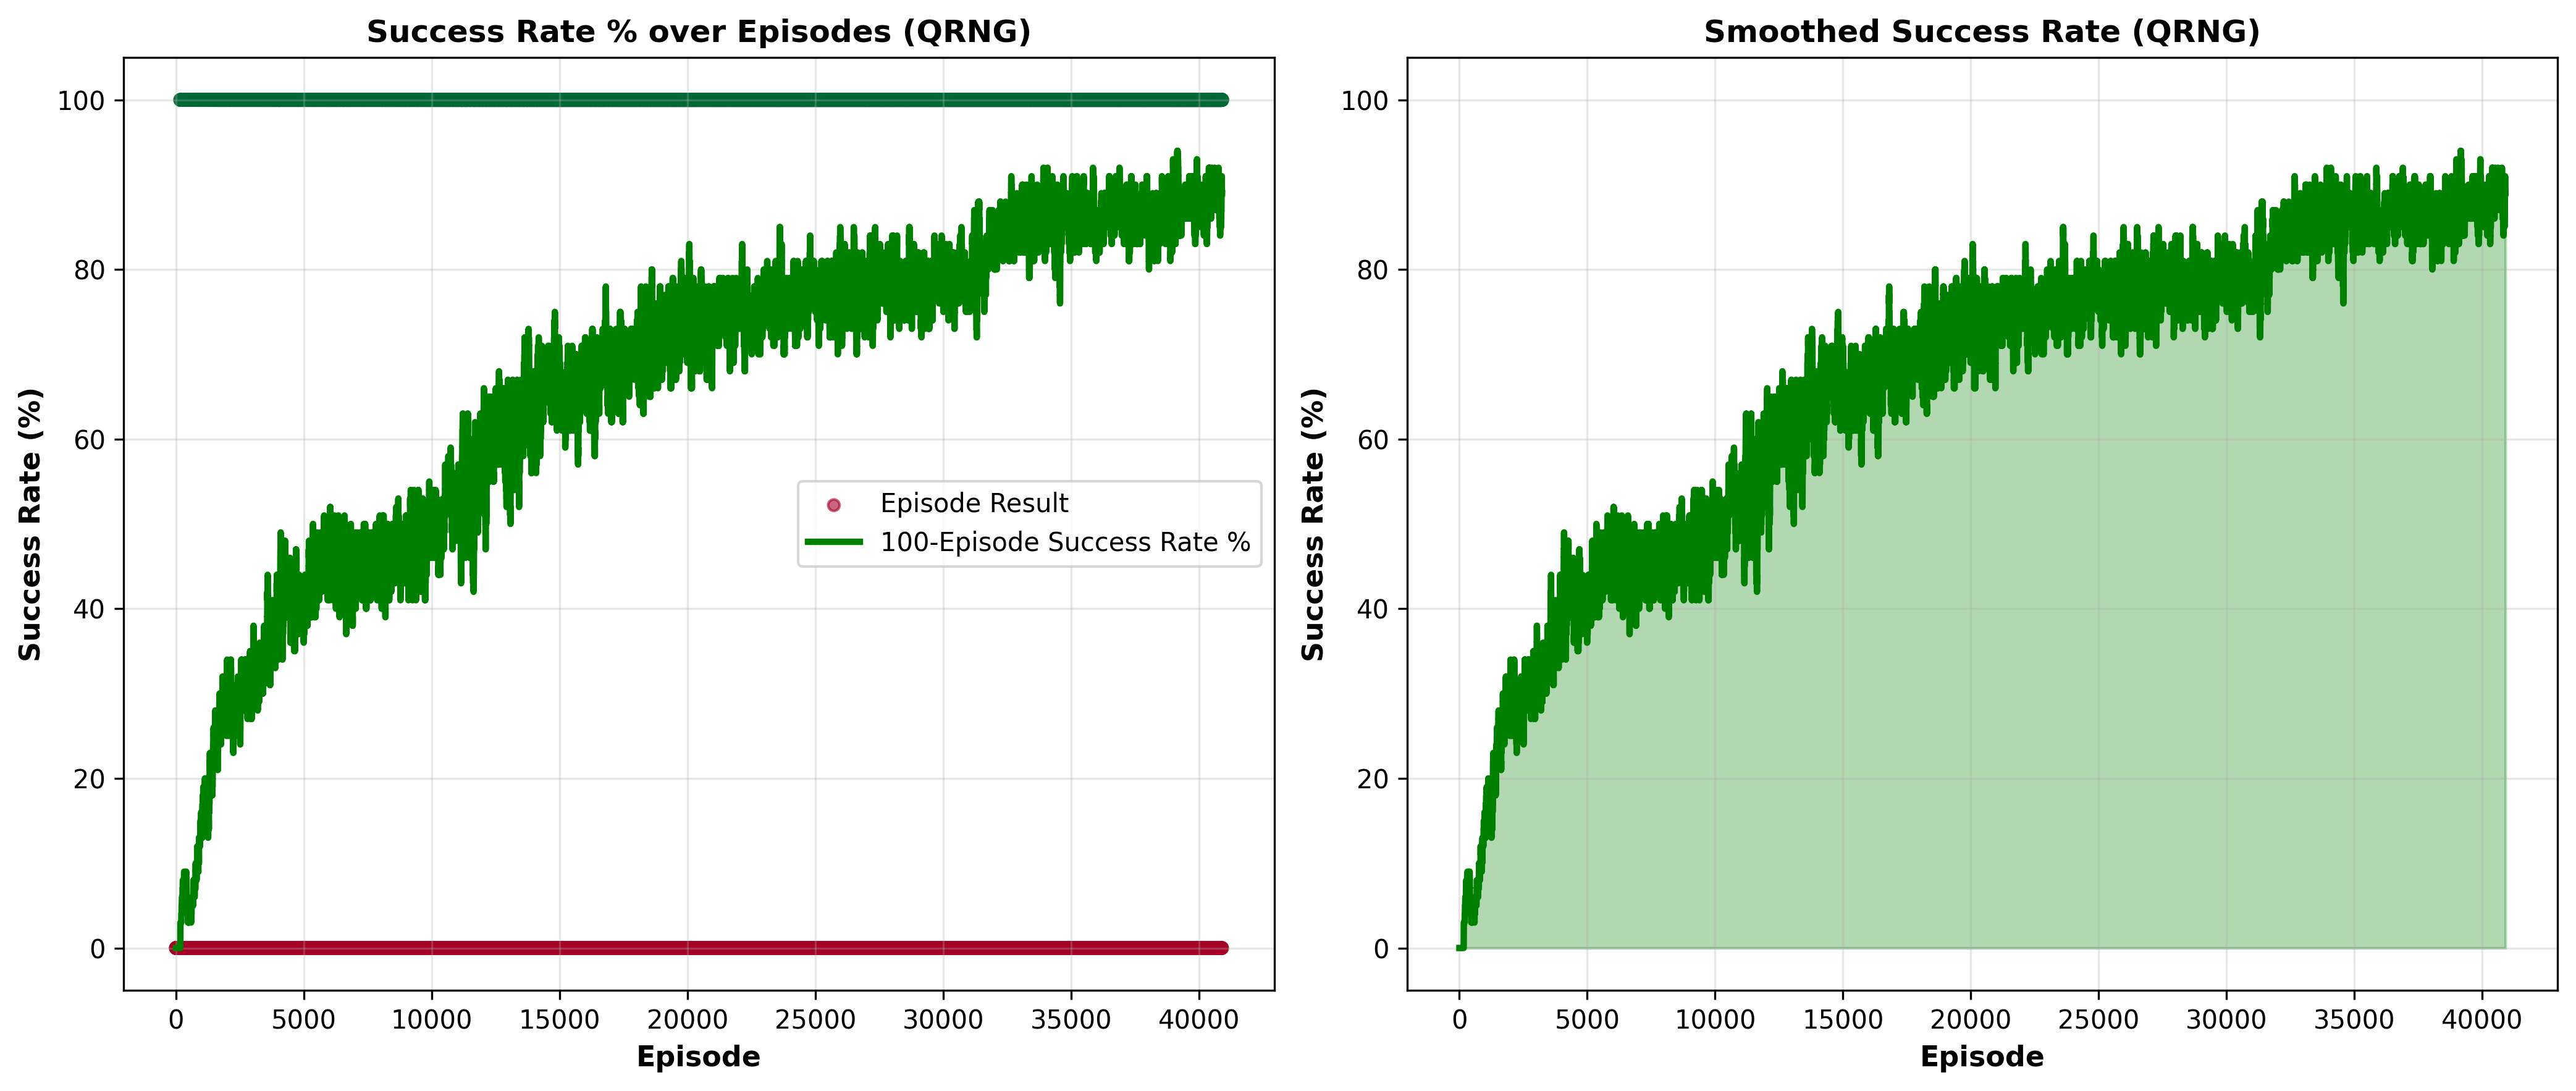 Success Rate % over Episodes (QRNG)
Success Rate (%)
100
80
60
40
20
0
Episode Result
100-Episode Success Rate %
0 5000 10000 15000 20000 25000 30000 35000 40000
Episode
Smoothed Success Rate (QRNG)
Success Rate (%)
100
80
60
40
20
0
0 5000 10000 15000 20000 25000 30000 35000 40000
Episode